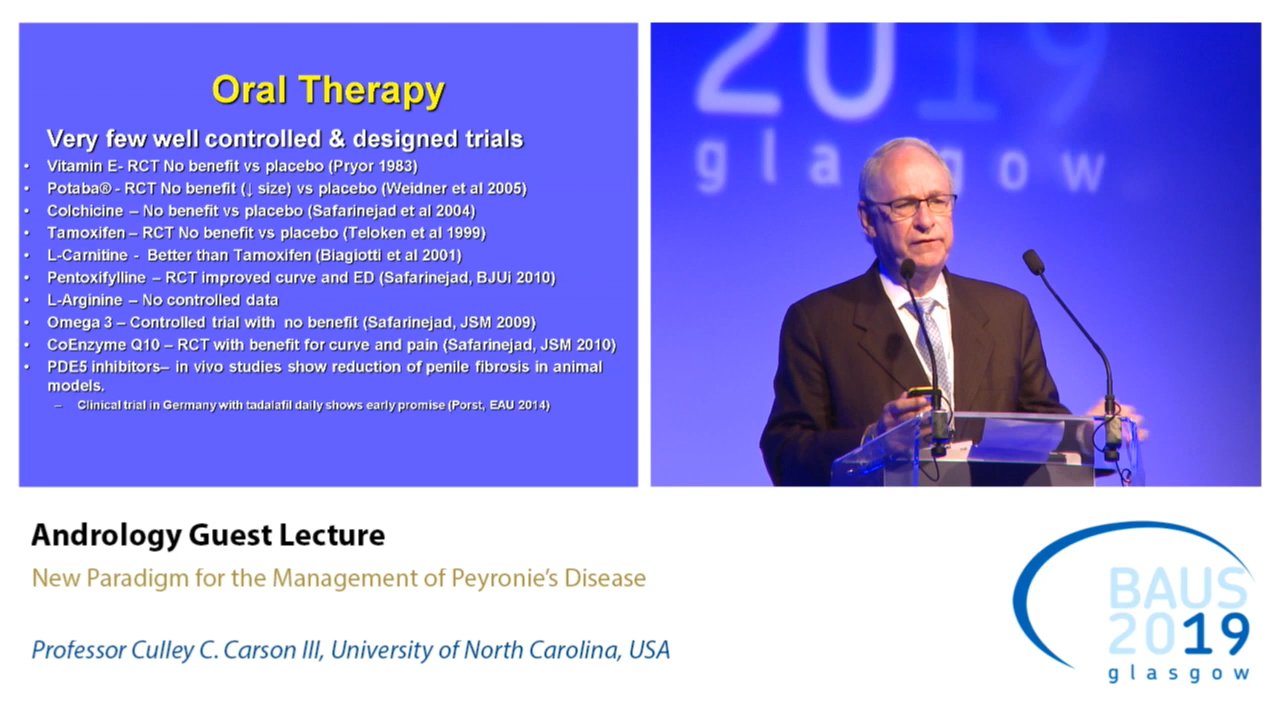 Oral Therapy
Very few well controlled & designed trials
• Vitamin E- RCT No benefit vs placebo (Pryor 1983)
• Potaba® - RCT No benefit (↓ size) vs placebo (Weidner et al 2005)
• Colchicine – No benefit vs placebo (Safarinejad et al 2004)
• Tamoxifen – RCT No benefit vs placebo (Teloken et al 1999)
• L-Carnitine - Better than Tamoxifen (Biagiotti et al 2001)
• Pentoxifylline – RCT improved curve and ED (Safarinejad, BJUi 2010)
• L-Arginine – No controlled data
• Omega 3 – Controlled trial with no benefit (Safarinejad, JSM 2009)
• CoEnzyme Q10 – RCT with benefit for curve and pain (Safarinejad, JSM 2010)
• PDE5 inhibitors– in vivo studies show reduction of penile fibrosis in animal
models.
– Clinical trial in Germany with tadalafil daily shows early promise (Porst, EAU 2014)
2019
glasgow
Andrology Guest Lecture
New Paradigm for the Management of Peyronie's Disease
Professor Culley C. Carson III, University of North Carolina, USA
BAUS
2019
glasgow